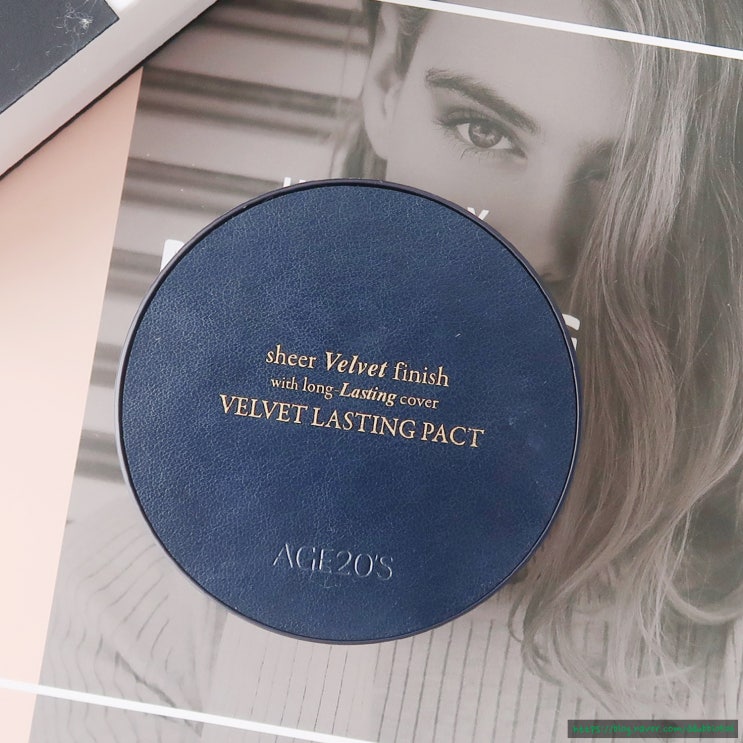 sheer Velvet finish
with long Lasting cover
VELVET LASTING PACT
AGE20'S